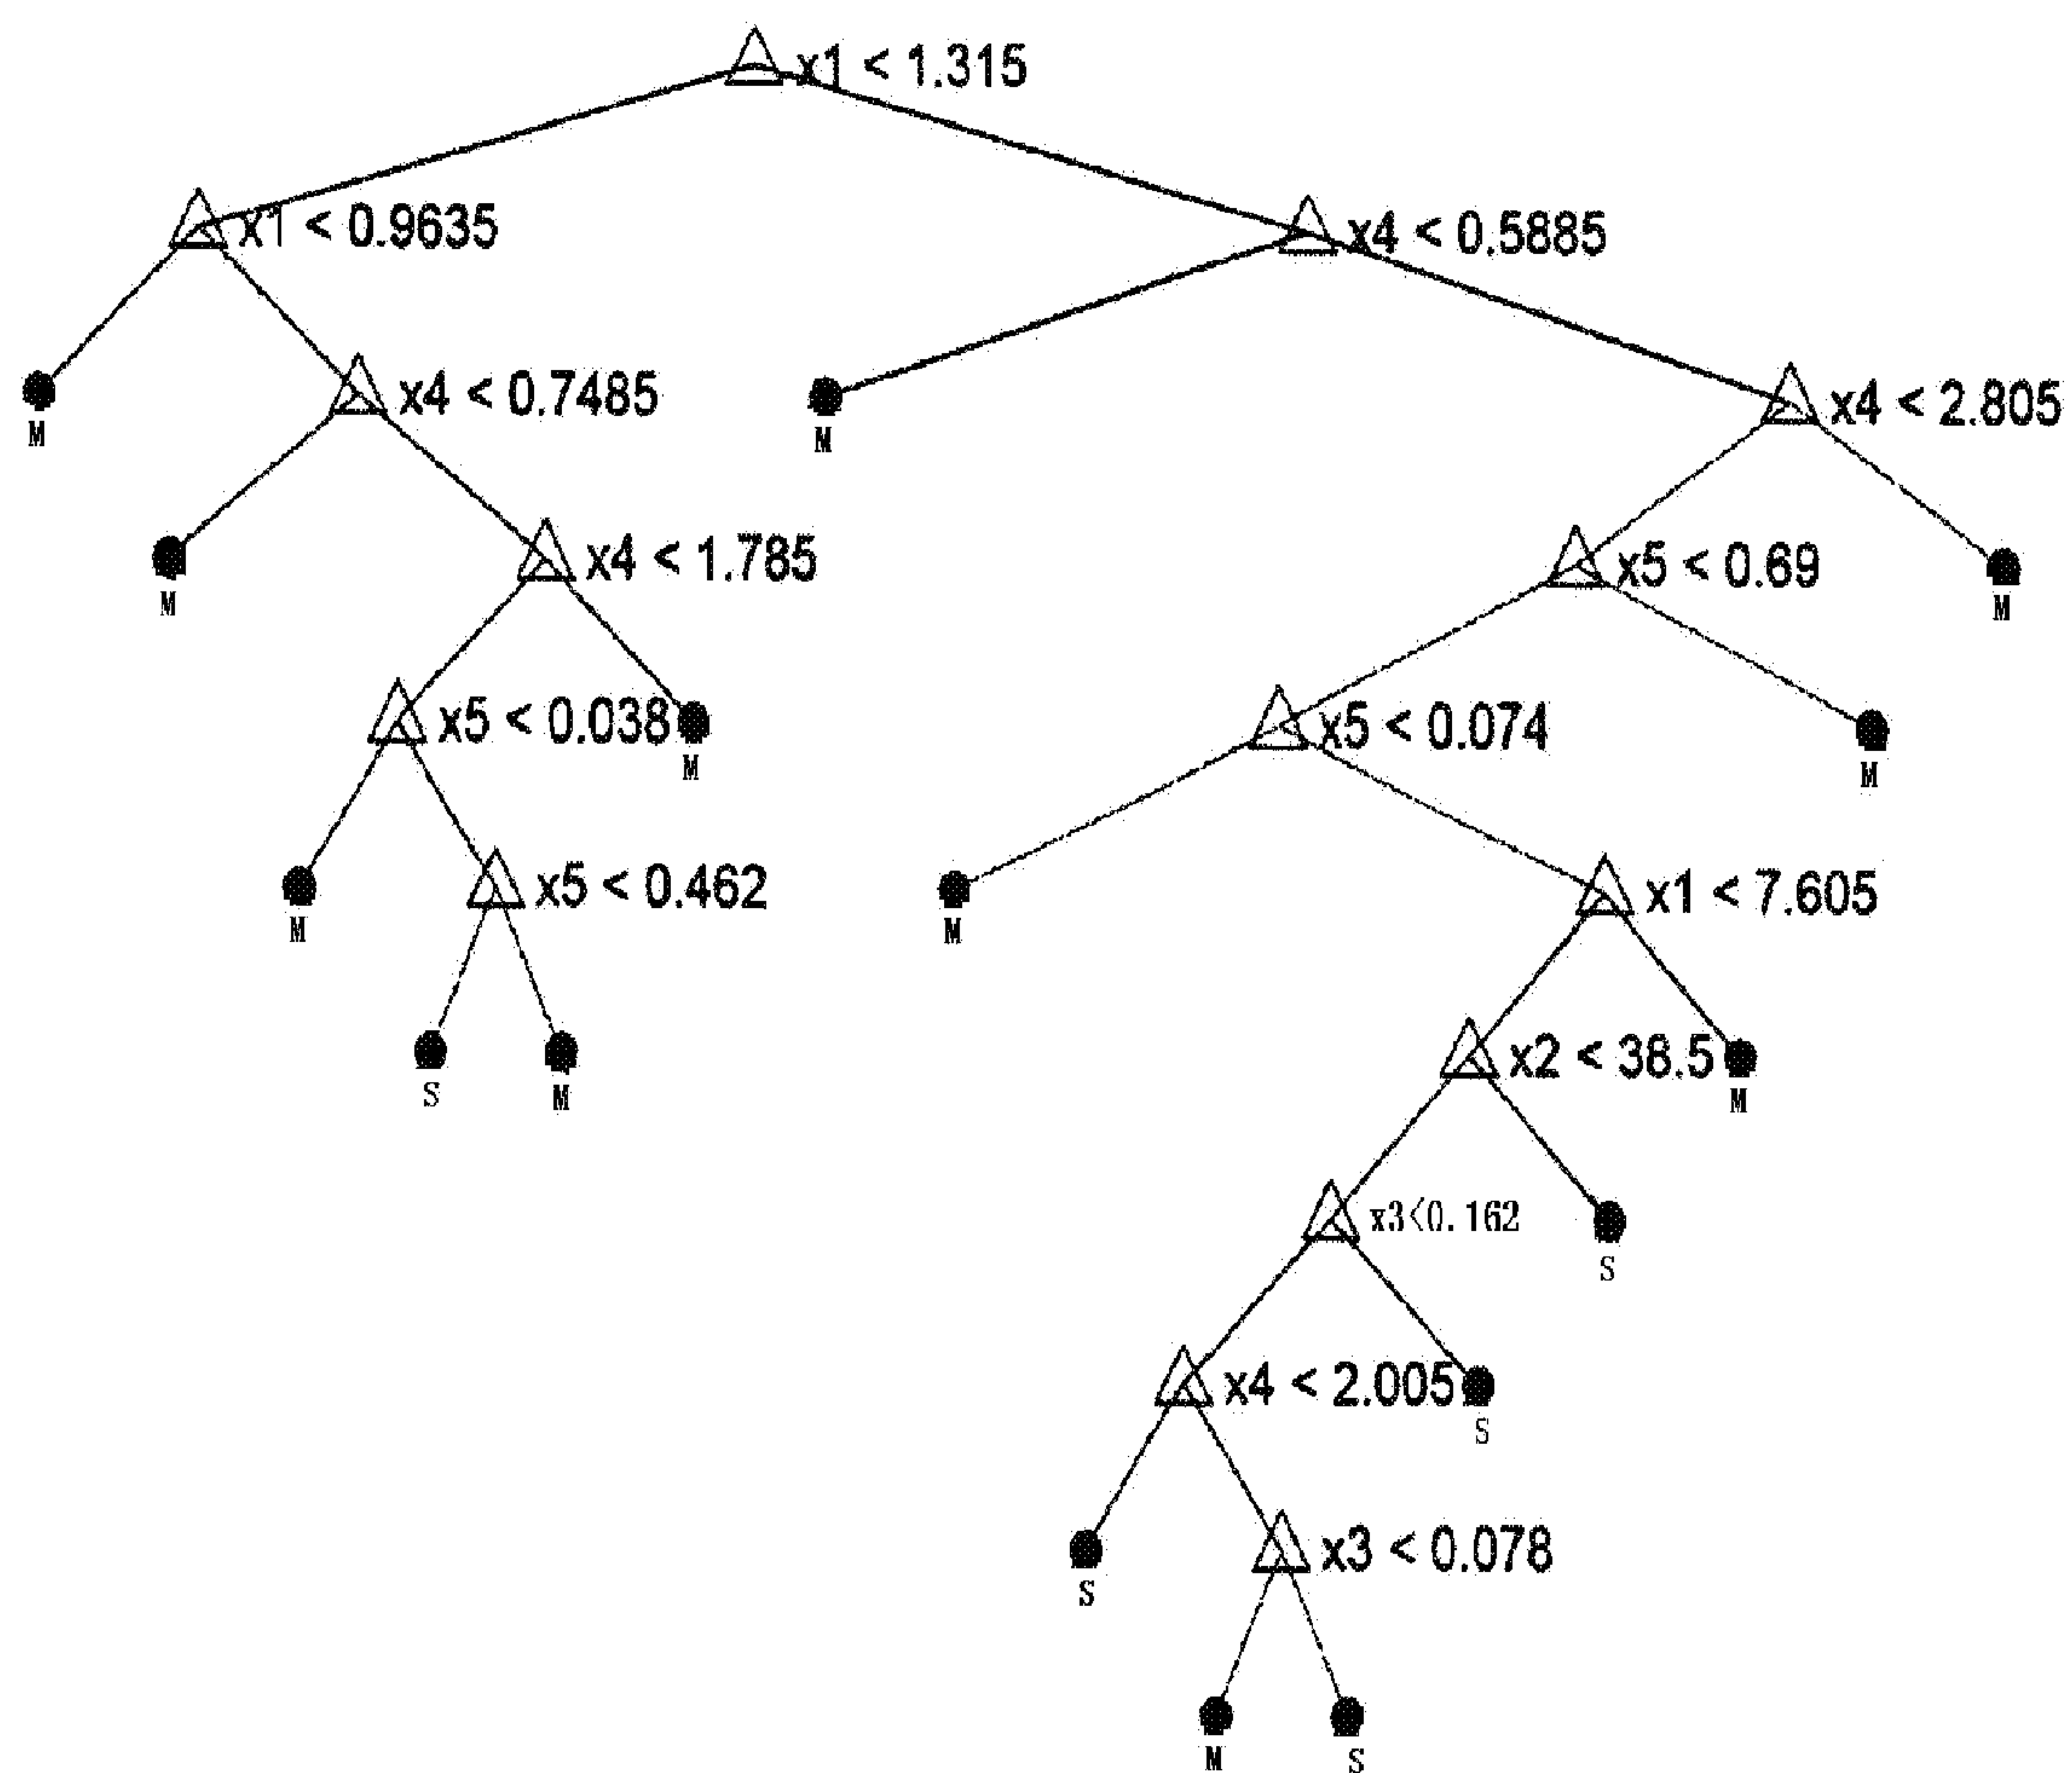 x1 < 1.315
x1 < 0.9635
x4 < 0.5885
M
x4 < 0.7485
M
x4 < 2.805
M
x4 < 1.785
x5 < 0.69
M
x5 < 0.038
M
x5 < 0.074
M
M
x5 < 0.462
M
x1 < 7.605
S
M
x2 < 36.5
M
x3<0.162
S
x4 < 2.005
S
S
x3 < 0.078
M
S